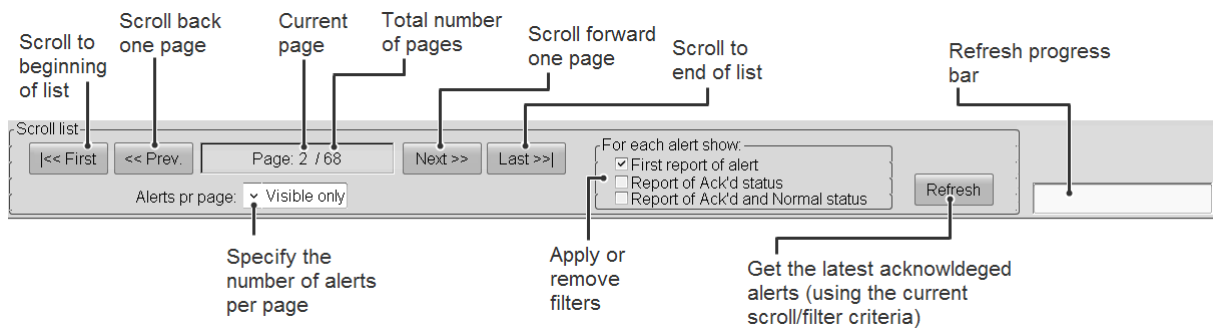 Scroll to
beginning
of list
Scroll back
one page
Current
page
Total number
of pages
Scroll forward
one page
Scroll to
end of list
Refresh progress
bar
Scroll list
|<< First
<< Prev.
Page: 2 / 68
Next >>
Last >>|
For each alert show:
First report of alert
Report of Ack'd status
Report of Ack'd and Normal status
Refresh
Alerts pr page:
Visible only
Specify the
number of alerts
per page
Apply or
remove
filters
Get the latest acknowldeged
alerts (using the current
scroll/filter criteria)